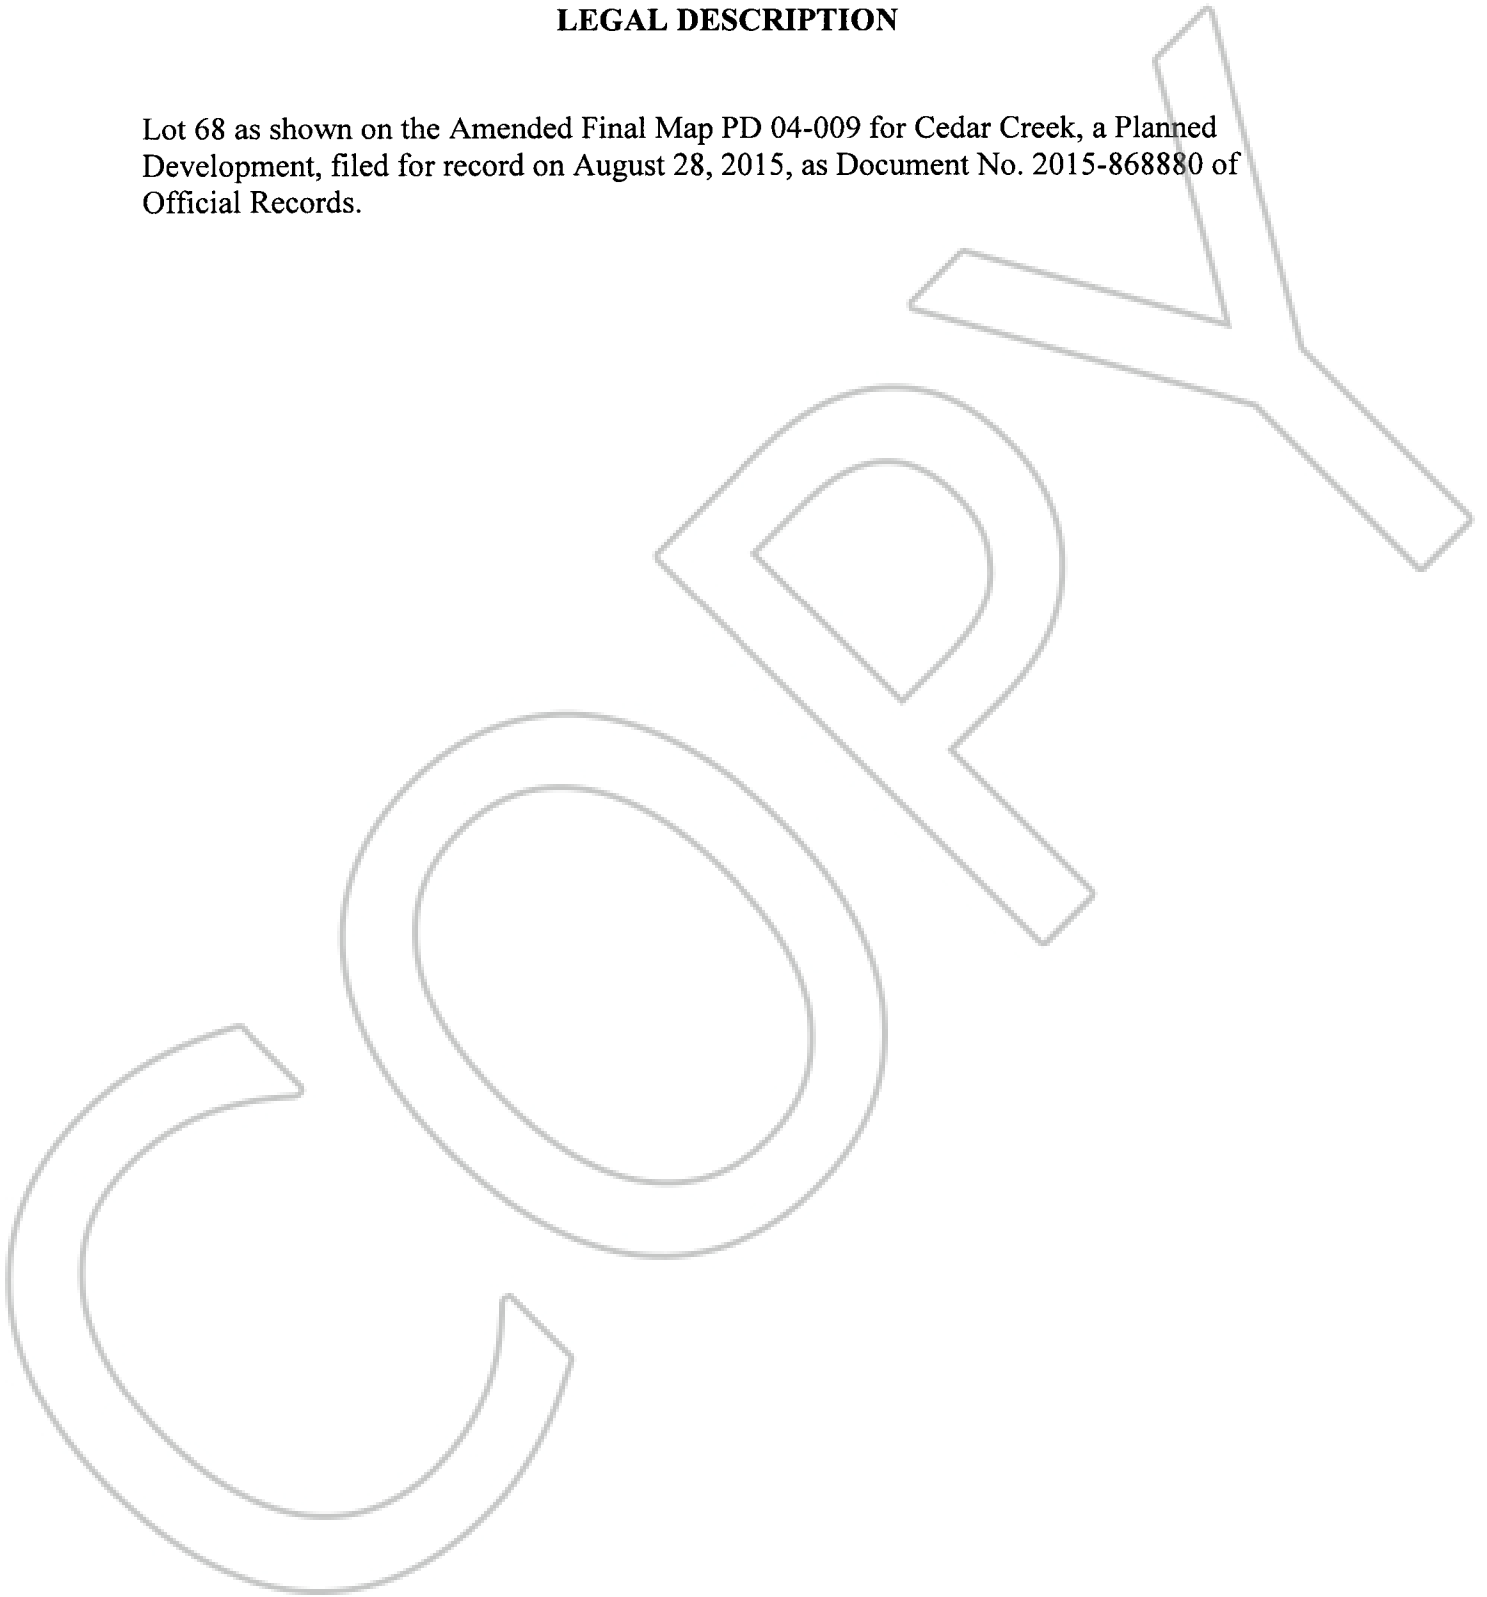 LEGAL DESCRIPTION
Lot 68 as shown on the Amended Final Map PD 04-009 for Cedar Creek, a Planned
Development, filed for record on August 28, 2015, as Document No. 2015-868880 of
Official Records.
COPY